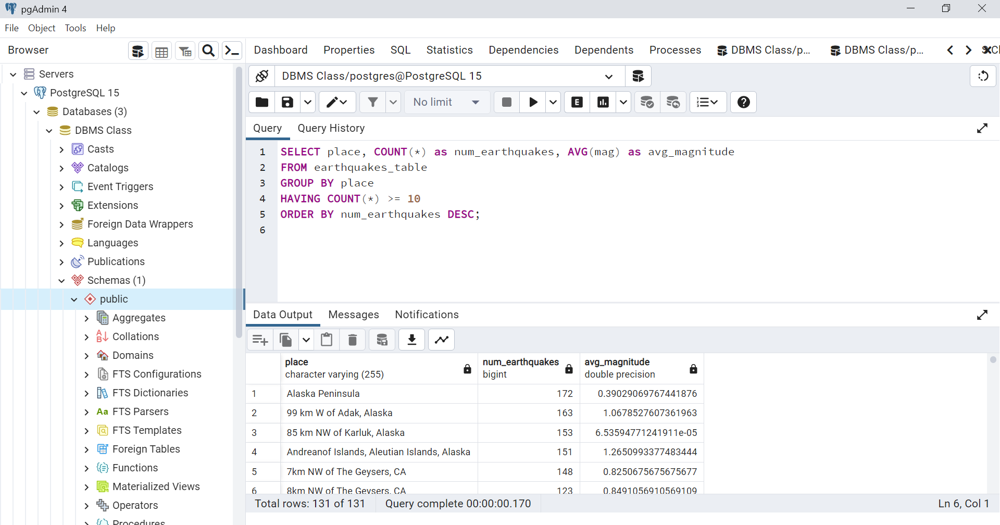 pgAdmin 4
File Object Tools Help
Browser
Dashboard Properties SQL Statistics Dependencies Dependents Processes DBMS Class/p... DBMS Class/p...
Servers
PostgreSQL 15
Databases (3)
DBMS Class
Casts
Catalogs
Event Triggers
Extensions
Foreign Data Wrappers
Languages
Publications
Schemas (1)
public
Aggregates
Collations
Domains
FTS Configurations
FTS Dictionaries
Aa FTS Parsers
FTS Templates
Foreign Tables
Functions
Materialized Views
Operators
Procedures
DBMS Class/postgres@PostgreSQL 15
No limit
E
Query Query History
1 SELECT place, COUNT(*) as num_earthquakes, AVG(mag) as avg_magnitude
2 FROM earthquakes_table
3 GROUP BY place
4 HAVING COUNT(*) >= 10
5 ORDER BY num_earthquakes DESC;
6
Data Output Messages Notifications
place num_earthquakes avg_magnitude
character varying (255) bigint double precision
1 Alaska Peninsula 172 0.39029069767441876
2 99 km W of Adak, Alaska 163 1.0678527607361963
3 85 km NW of Karluk, Alaska 153 6.53594771241911e-05
4 Andreanof Islands, Aleutian Islands, Alaska 151 1.2650993377483444
5 7km NW of The Geysers, CA 148 0.8250675675675677
6 8km NW of The Geysers, CA 123 0.8491056910569109
Total rows: 131 of 131 Query complete 00:00:00.170 Ln 6, Col 1